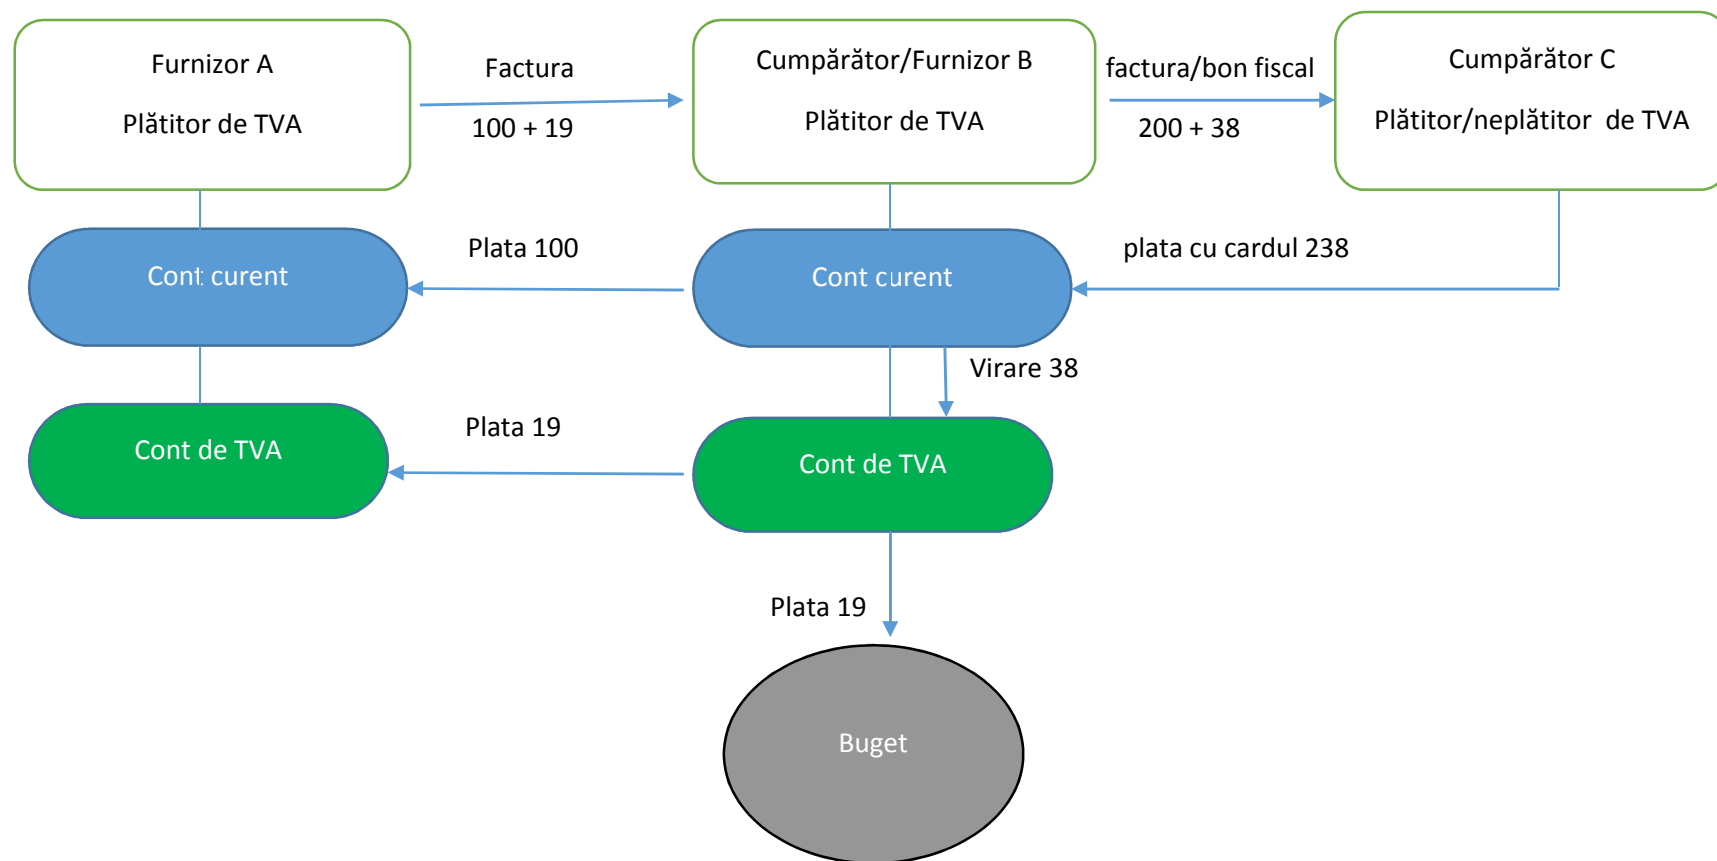 Furnizor A
Plătitor de TVA
Factura
100 + 19
Cumpărător/Furnizor B
Plătitor de TVA
factura/bon fiscal
200 + 38
Cumpărător C
Plătitor/neplătitor de TVA
Cont curent
Plata 100
Cont curent
plata cu cardul 238
Virare 38
Cont de TVA
Plata 19
Cont de TVA
Plata 19
Buget